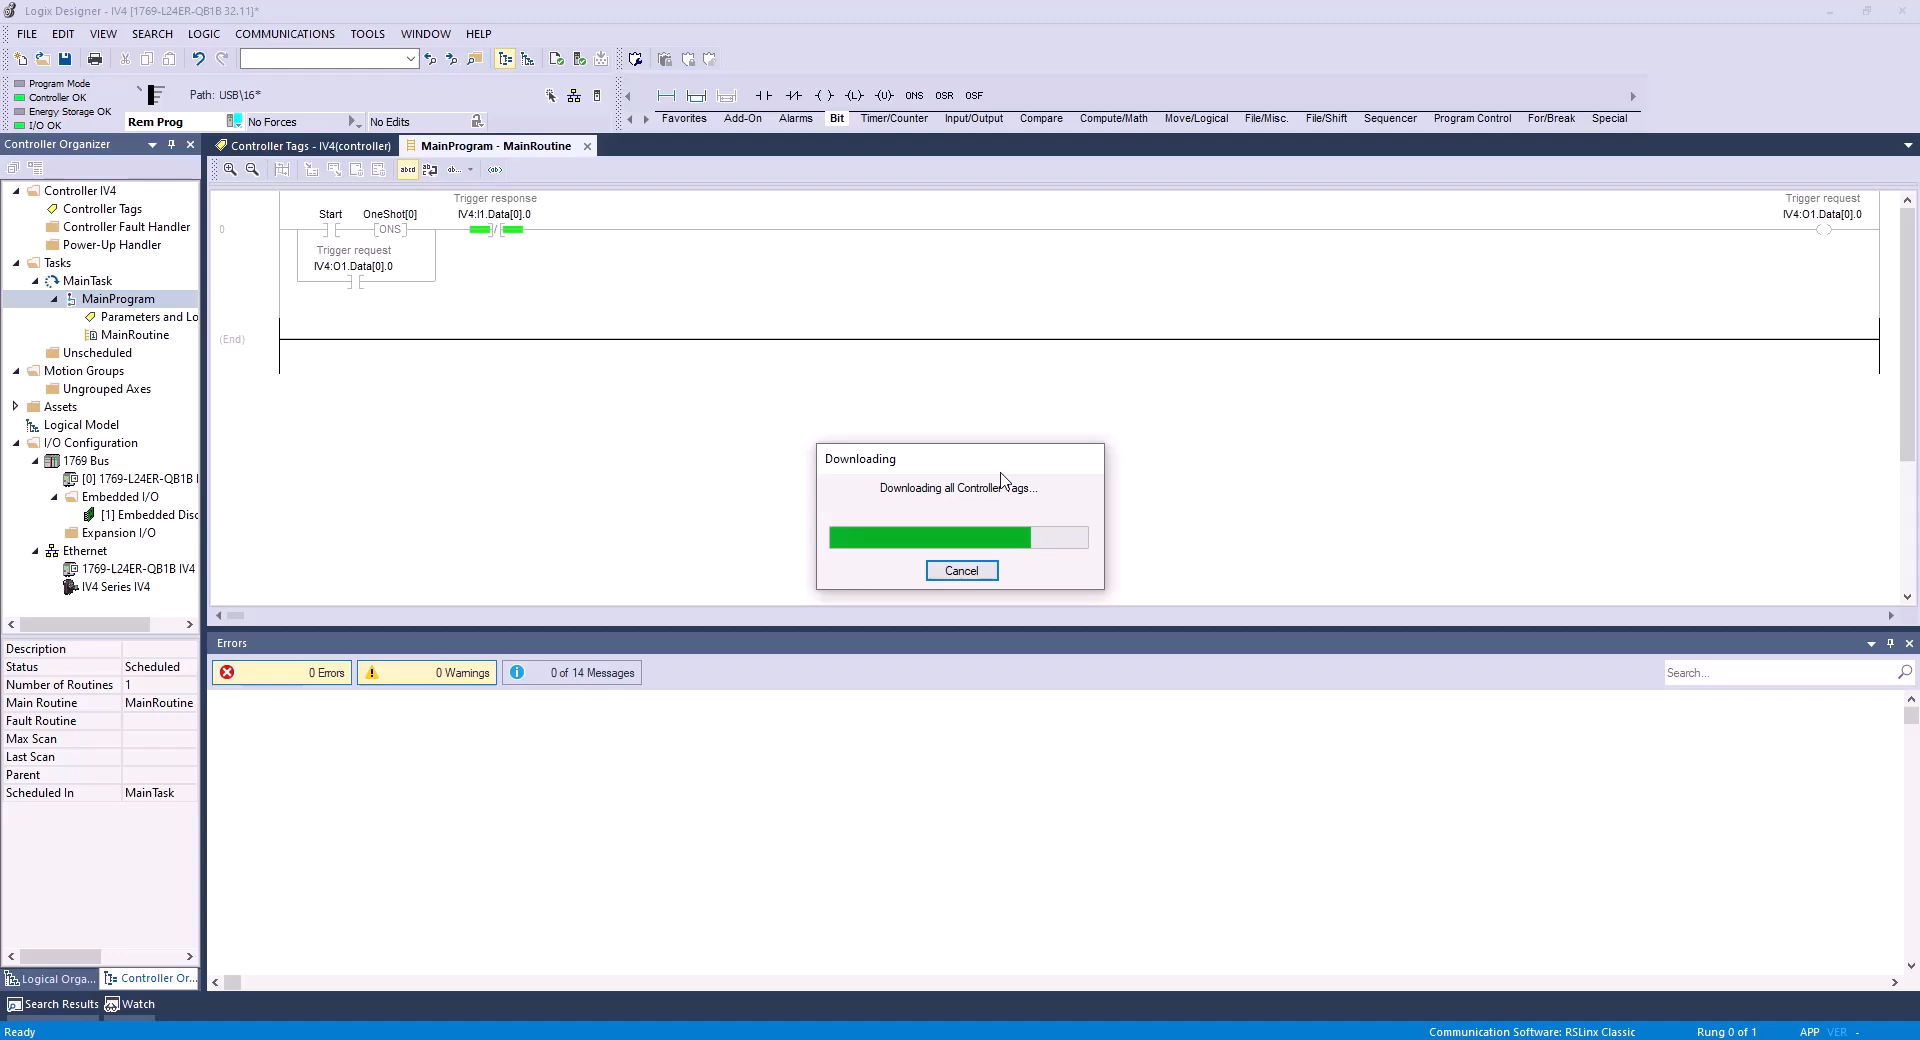 Logix Designer - IV4 [1769-L24ER-QB1B 32.11]*
FILE EDIT VIEW SEARCH LOGIC COMMUNICATIONS TOOLS WINDOW HELP
Program Mode
Controller OK
Energy Storage OK
I/O OK
Path: USB\16*
Rem Prog
No Forces
No Edits
ONS OSR OSF
Favorites Add-On Alarms Bit Timer/Counter Input/Output Compare Compute/Math Move/Logical File/Misc. File/Shift Sequencer Program Control For/Break Special
Controller Organizer
Controller Tags - IV4(controller)
MainProgram - MainRoutine
Controller IV4
Controller Tags
Controller Fault Handler
Power-Up Handler
Tasks
MainTask
MainProgram
Parameters and Lo
MainRoutine
Unscheduled
Motion Groups
Ungrouped Axes
Assets
Logical Model
I/O Configuration
1769 Bus
[0] 1769-L24ER-QB1B I
Embedded I/O
[1] Embedded Disc
Expansion I/O
Ethernet
1769-L24ER-QB1B IV4
IV4 Series IV4
Trigger response
Trigger request
Start OneShot[0] IV4:I1.Data[0].0
IV4:O1.Data[0].0
0
ONS
Trigger request
IV4:O1.Data[0].0
(End)
Downloading
Downloading all Controller Tags...
Cancel
Description
Status Scheduled
Number of Routines 1
Main Routine MainRoutine
Fault Routine
Max Scan
Last Scan
Parent
Scheduled In MainTask
Errors
0 Errors
0 Warnings
0 of 14 Messages
Search...
Logical Orga...
Controller Or...
Search Results
Watch
Ready
Communication Software: RSLinx Classic
Rung 0 of 1
APP VER